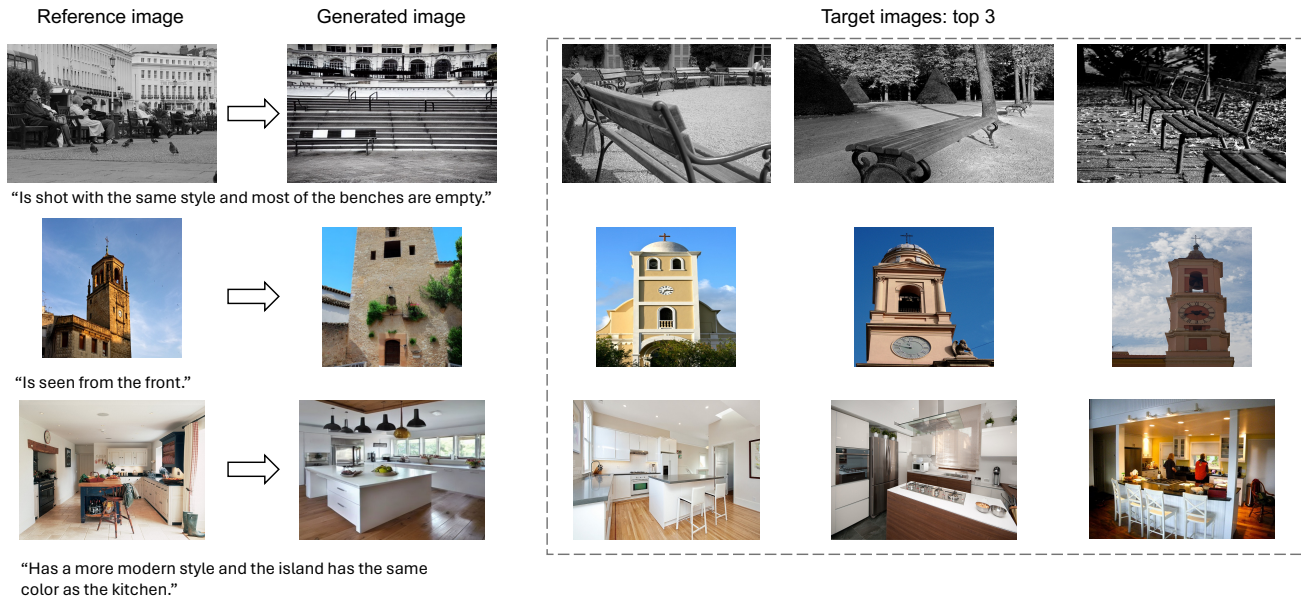 Reference image
Generated image
Target images: top 3
“Is shot with the same style and most of the benches are empty.”
“Is seen from the front.”
“Has a more modern style and the island has the same
color as the kitchen.”